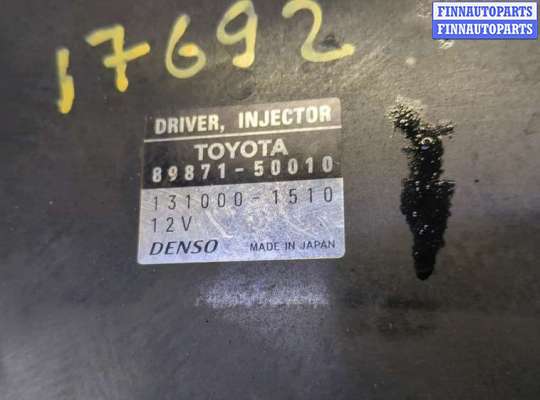 FINNAUTOPARTS
FINNAUTOPARTS
17692
DRIVER, INJECTOR
TOYOTA
89871-50010
131000-1510
12V
DENSO MADE IN JAPAN